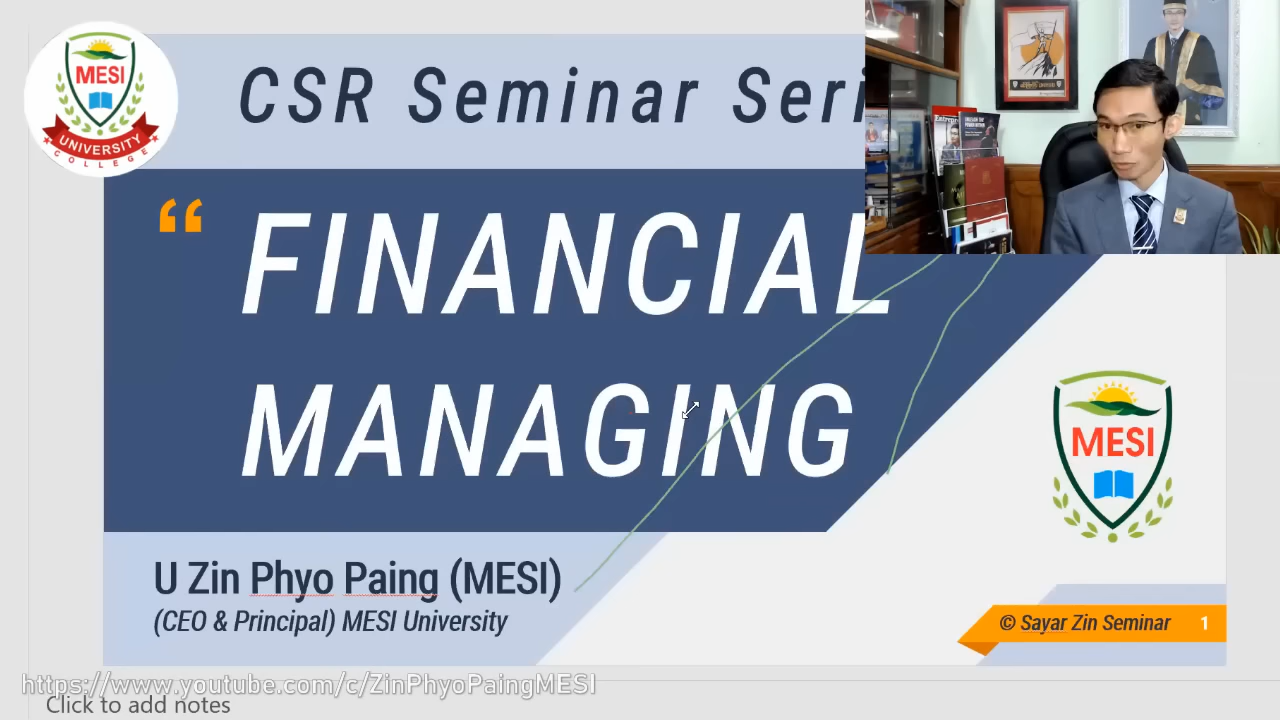 MESI
UNIVERSITY
COLLEGE
CSR Seminar Seri
“ FINANCIAL
MANAGING
MESI
U Zin Phyo Paing (MESI)
(CEO & Principal) MESI University
© Sayar Zin Seminar 1
https://www.youtube.com/c/ZinPhyoPaingMESI
Click to add notes